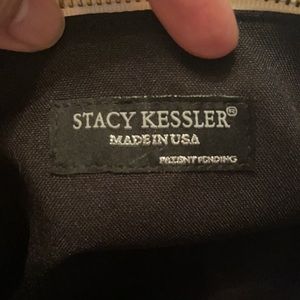 STACY KESSLER®
MADE IN USA
PATENT PENDING